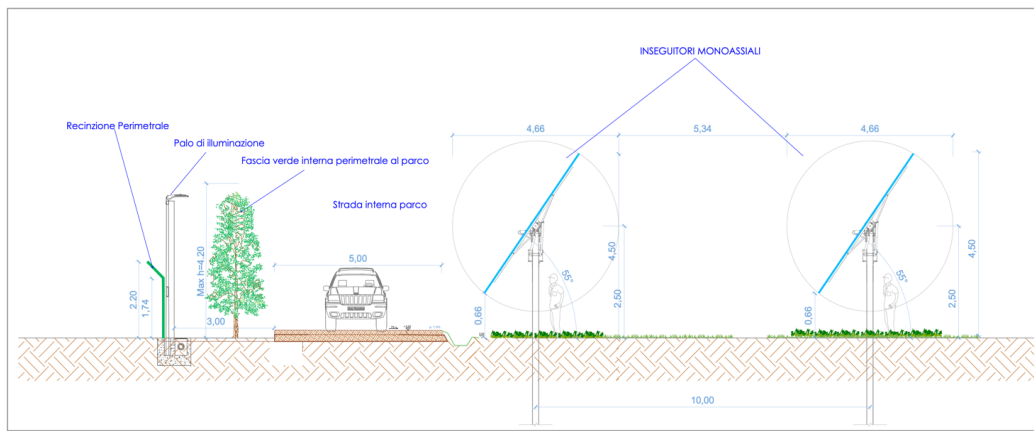 INSEGUITORI MONOASSIALI
Recinzione Perimetrale
Palo di illuminazione
Fascia verde interna perimetrale al parco
Strada interna parco
4,66
5,34
4,66
Max h=4,20
5,00
3,00
2,20
1,74
0,66
55°
4,50
2,50
0,66
55°
4,50
2,50
10,00